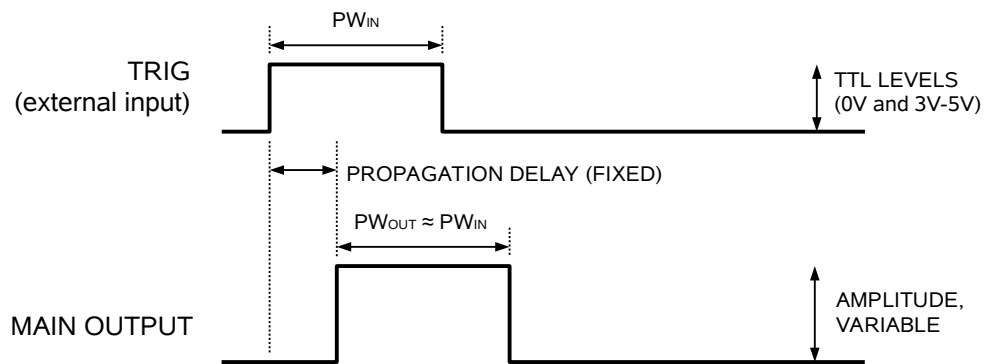 PWIN
TRIG
(external input)
TTL LEVELS
(0V and 3V-5V)
PROPAGATION DELAY (FIXED)
PWOUT ≈ PWIN
MAIN OUTPUT
AMPLITUDE,
VARIABLE